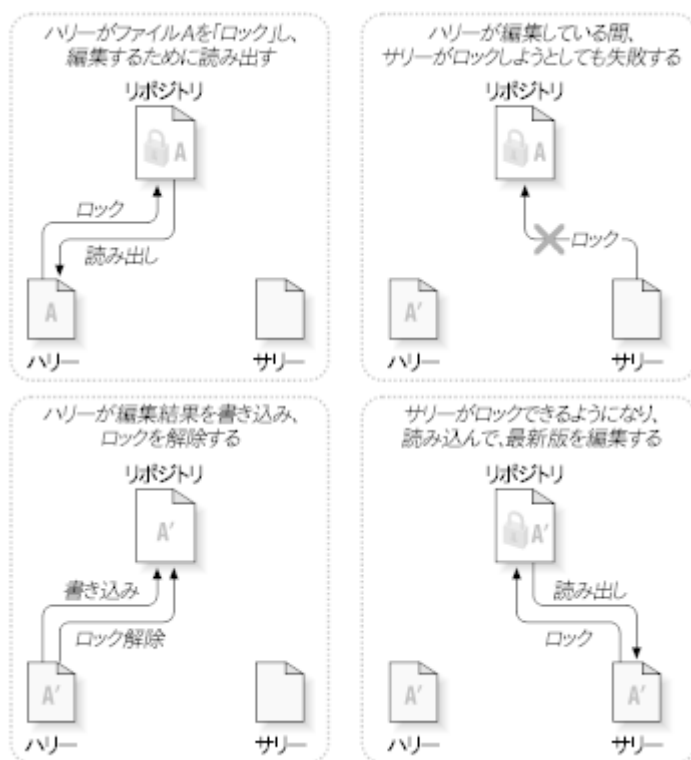 ハリーがファイルAを「ロック」し、
編集するために読み出す
リポジトリ
A
ロック
読み出し
A
ハリー
サリー
ハリーが編集している間、
サリーがロックしようとしても失敗する
リポジトリ
A
ロック
A′
ハリー
サリー
ハリーが編集結果を書き込み、
ロックを解除する
リポジトリ
A′
書き込み
ロック解除
A′
ハリー
サリー
サリーがロックできるようになり、
読み込んで、最新版を編集する
リポジトリ
A′
読み出し
ロック
A′
A′
ハリー
サリー